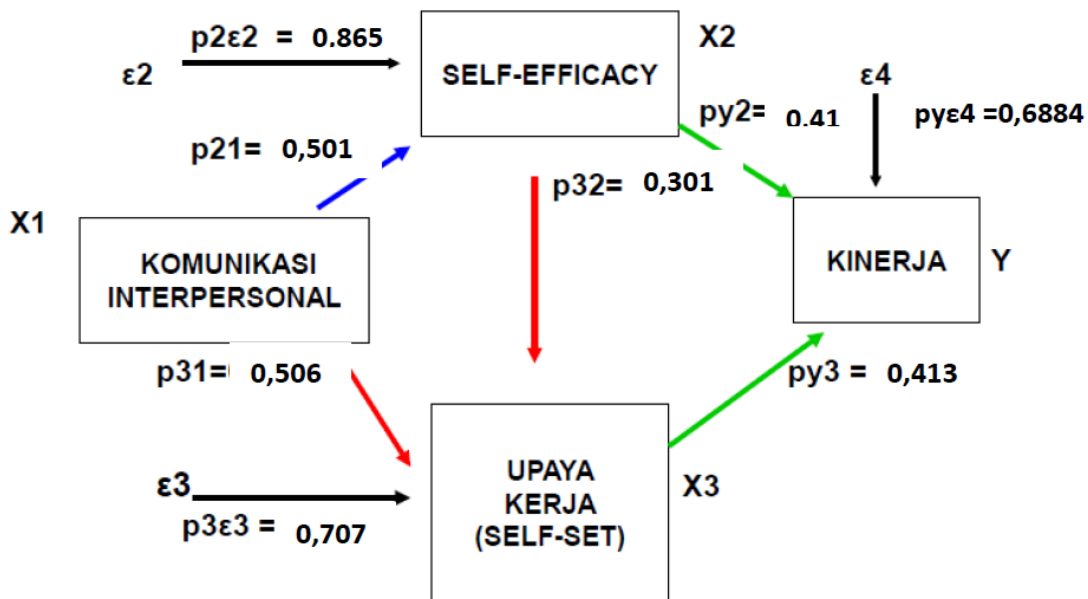 p2ε2 = 0.865
X2
ε2
SELF-EFFICACY
ε4
py2= 0.41
pyε4 =0,6884
p21= 0,501
p32= 0,301
X1
KOMUNIKASI
INTERPERSONAL
KINERJA
Y
p31= 0,506
py3 = 0,413
UPAYA
KERJA
(SELF-SET)
X3
ε3
p3ε3 = 0,707